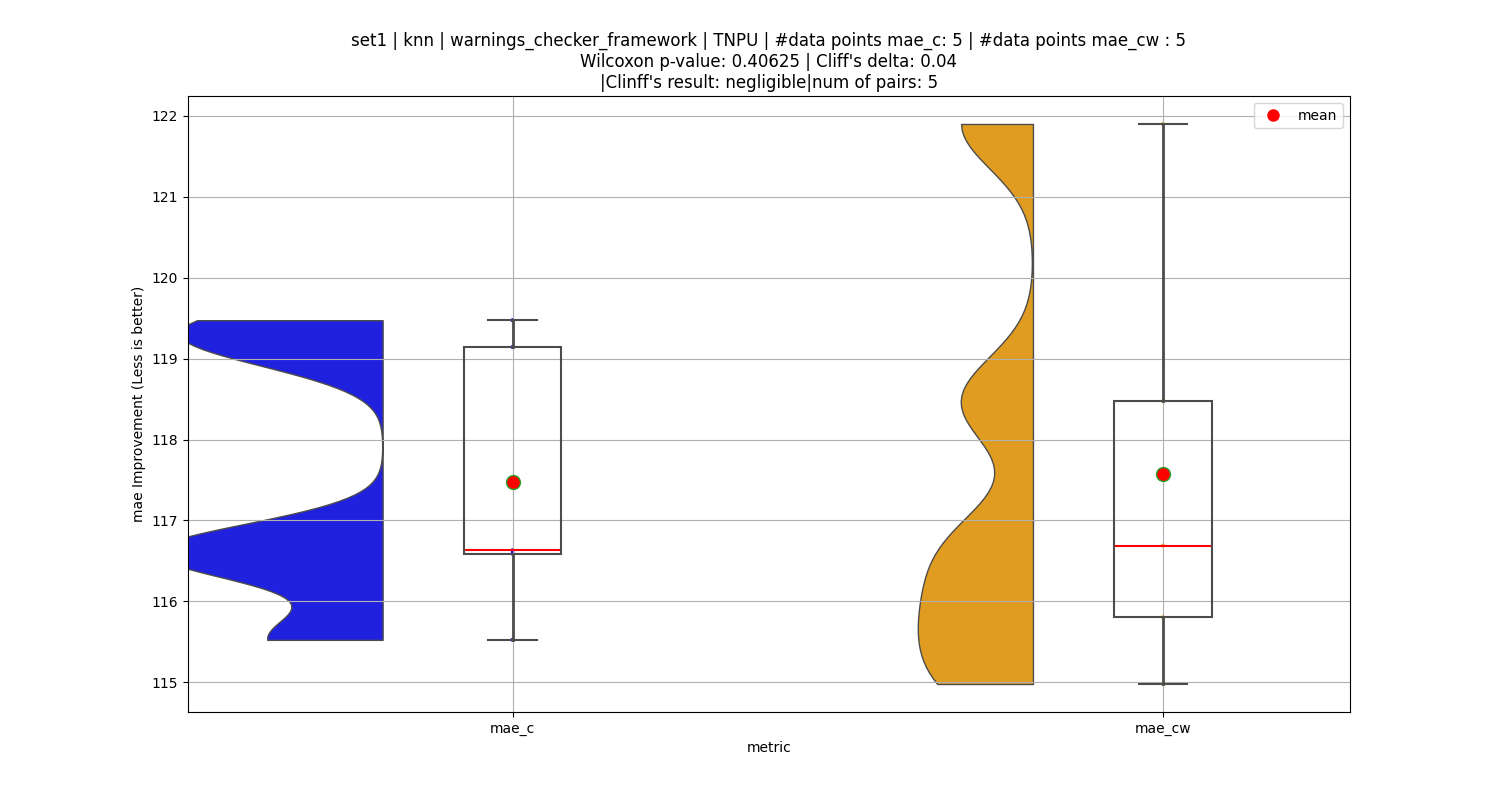 set1 | knn | warnings_checker_framework | TNPU | #data points mae_c: 5 | #data points mae_cw : 5
Wilcoxon p-value: 0.40625 | Cliff's delta: 0.04
|Clinff's result: negligible|num of pairs: 5
mean
122
121
120
119
118
117
116
115
mae Improvement (Less is better)
mae_c
mae_cw
metric